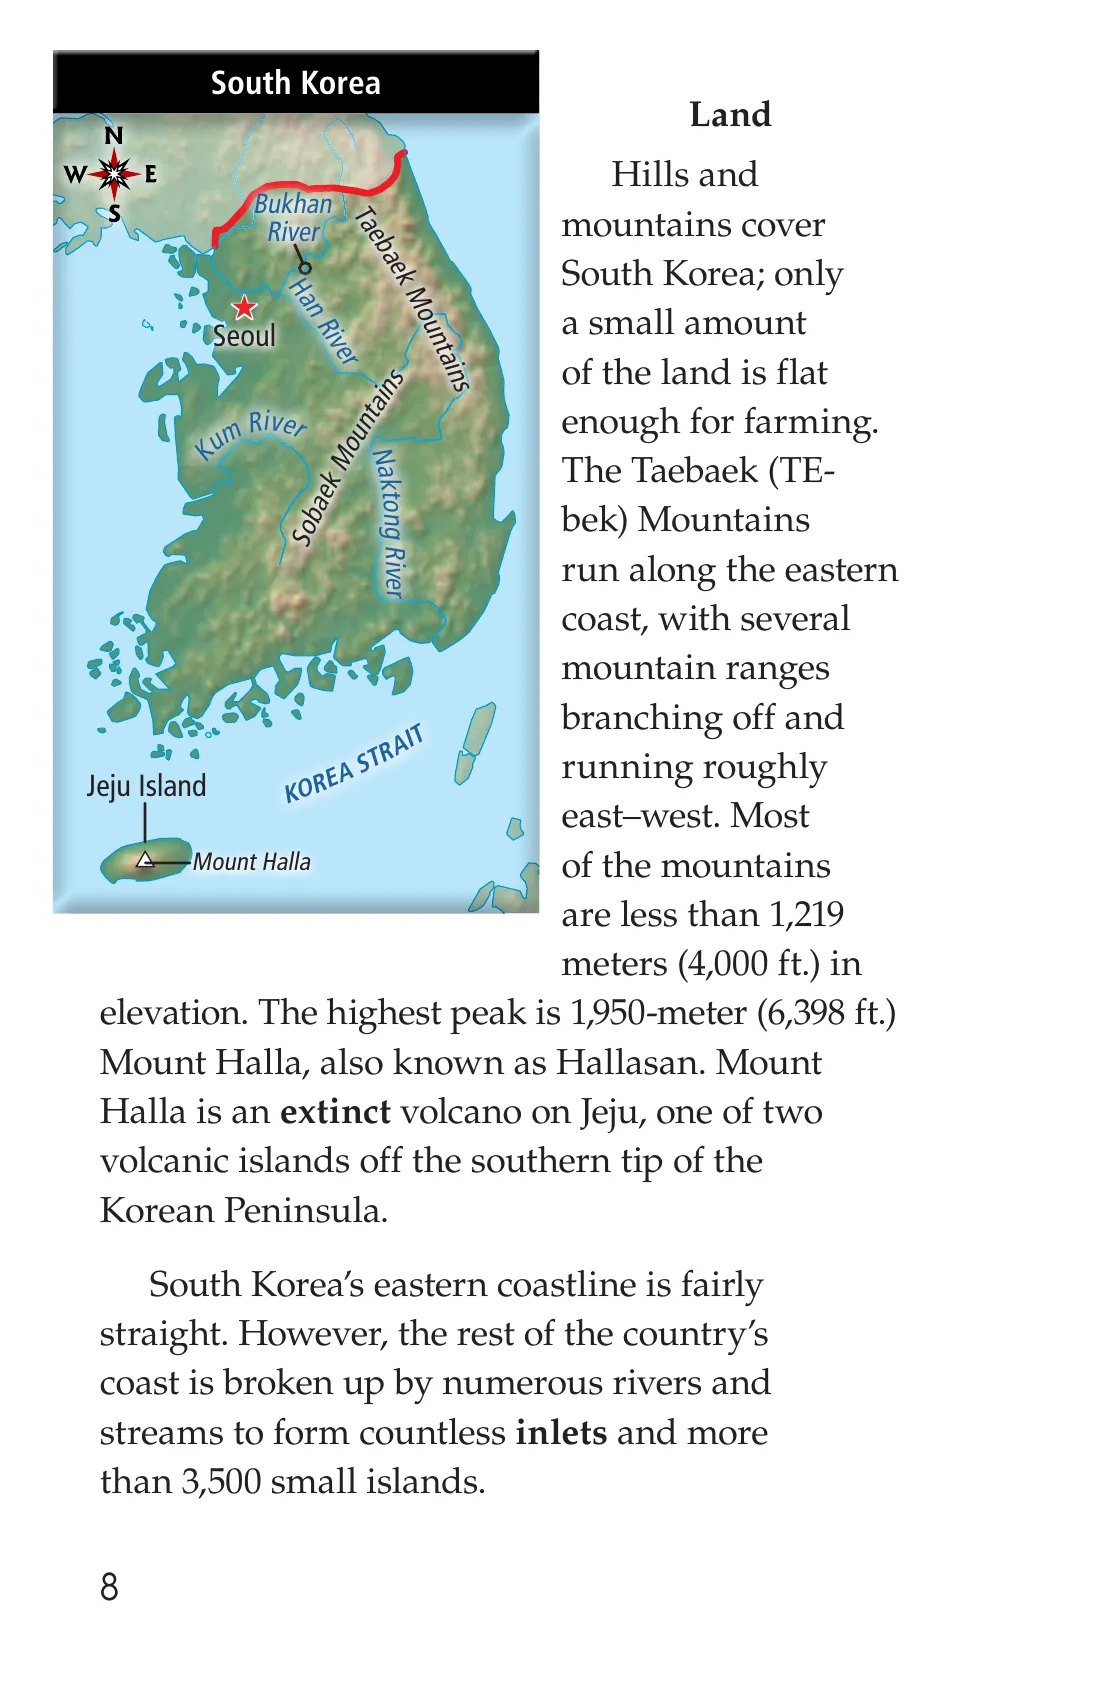 South Korea
N
W E
S
Bukhan
River
Taebaek Mountains
Han River
Seoul
Kum River
Sobaek Mountains
Naktong River
KOREA STRAIT
Jeju Island
Mount Halla
Land
Hills and
mountains cover
South Korea; only
a small amount
of the land is flat
enough for farming.
The Taebaek (TE-
bek) Mountains
run along the eastern
coast, with several
mountain ranges
branching off and
running roughly
east–west. Most
of the mountains
are less than 1,219
meters (4,000 ft.) in
elevation. The highest peak is 1,950-meter (6,398 ft.)
Mount Halla, also known as Hallasan. Mount
Halla is an extinct volcano on Jeju, one of two
volcanic islands off the southern tip of the
Korean Peninsula.
South Korea’s eastern coastline is fairly
straight. However, the rest of the country’s
coast is broken up by numerous rivers and
streams to form countless inlets and more
than 3,500 small islands.
8